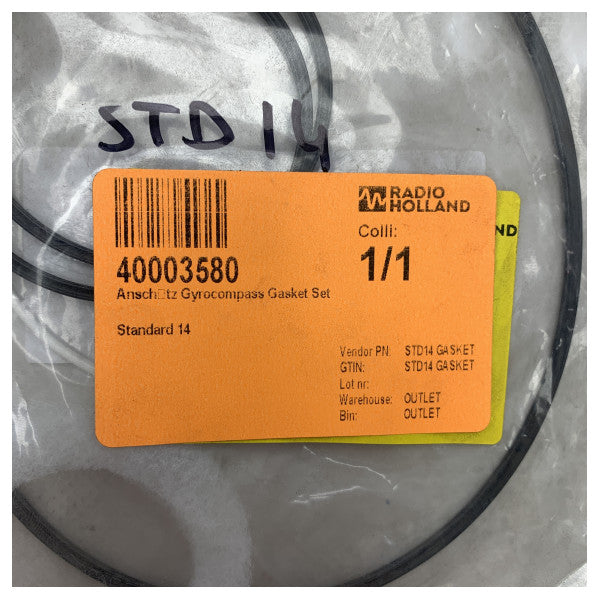 STD 14
RADIO
HOLLAND
ND
Colli:
1/1
40003580
Ansch□tz Gyrocompass Gasket Set
Standard 14
Vendor PN: STD14 GASKET
GTIN: STD14 GASKET
Lot nr:
Warehouse: OUTLET
Bin: OUTLET